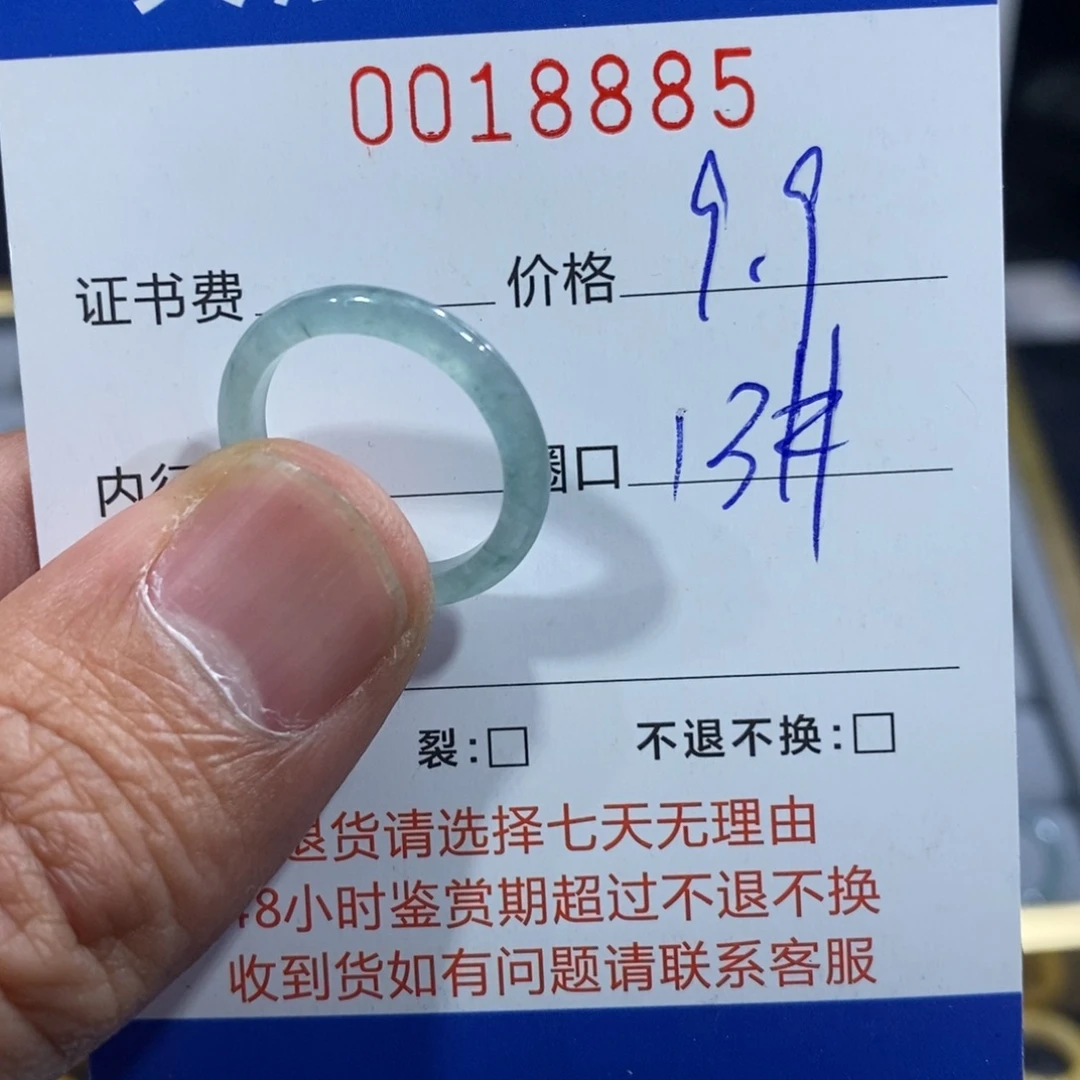 0018885
证书费 价格 9.9
圈口 13#
裂:□ 不退不换:□
退货请选择七天无理由
48小时鉴赏期超过不退不换
收到货如有问题请联系客服